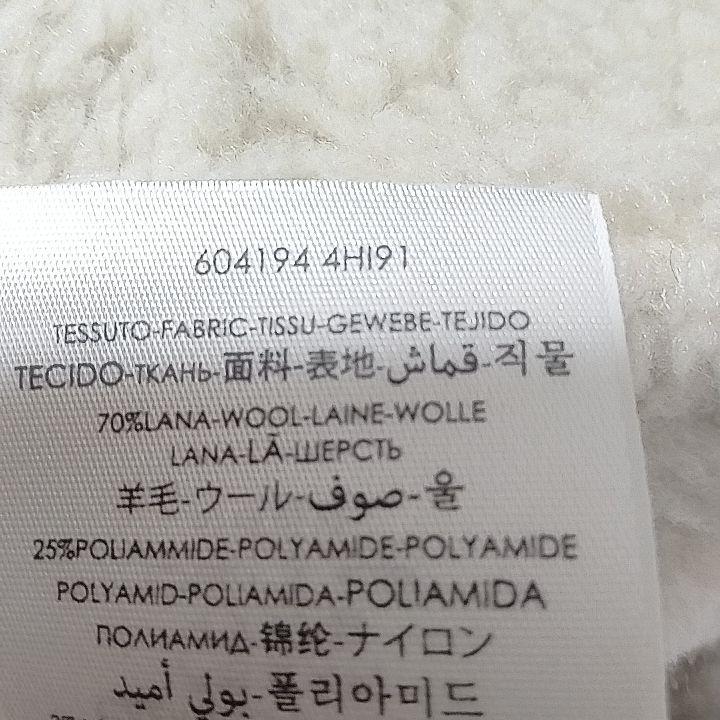 604194 4HI91
TESSUTO-FABRIC-TISSU-GEWEBE-TEJIDO
TECIDO-ТКАНЬ-面料-表地-قماش-직물
70%LANA-WOOL-LAINE-WOLLE
LANA-LÃ-ШЕРСТЬ
羊毛-ウール-صوف-울
25%POLIAMMIDE-POLYAMIDE-POLYAMIDE
POLYAMID-POLIAMIDA-POLIAMIDA
ПОЛИАМИД-锦纶-ナイロン
بولي أميد-폴리아미드